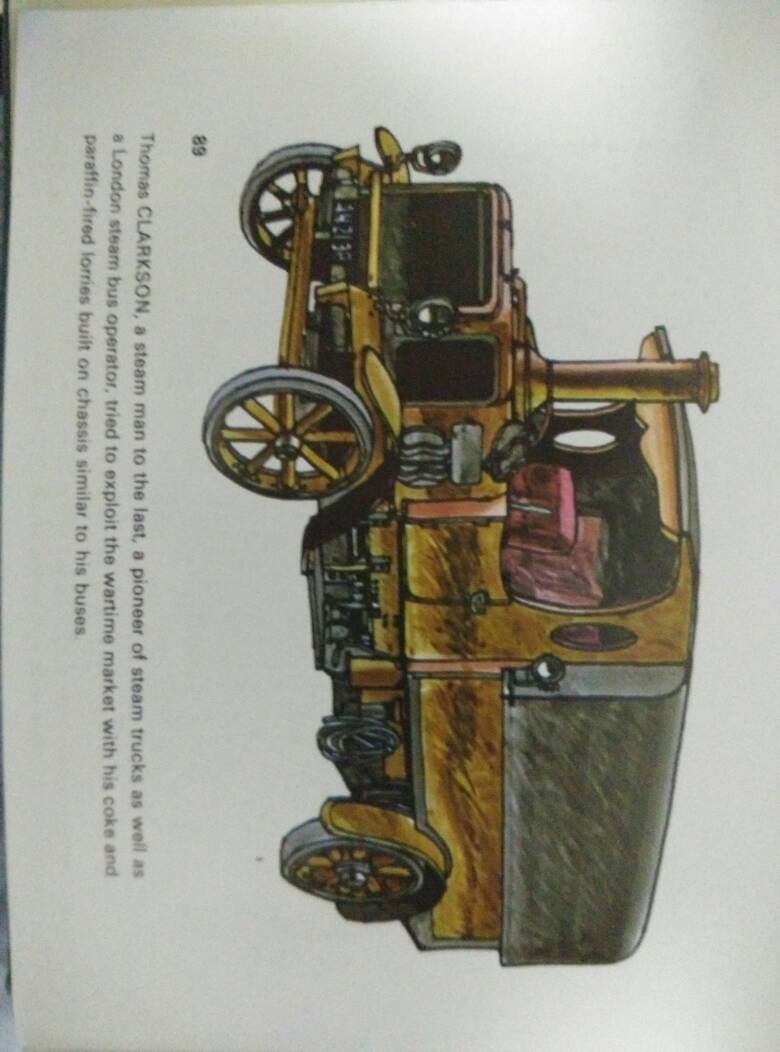 89
Thomas CLARKSON, a steam man to the last, a pioneer of steam trucks as well as
a London steam bus operator, tried to exploit the wartime market with his coke and
paraffin-fired lorries built on chassis similar to his buses.